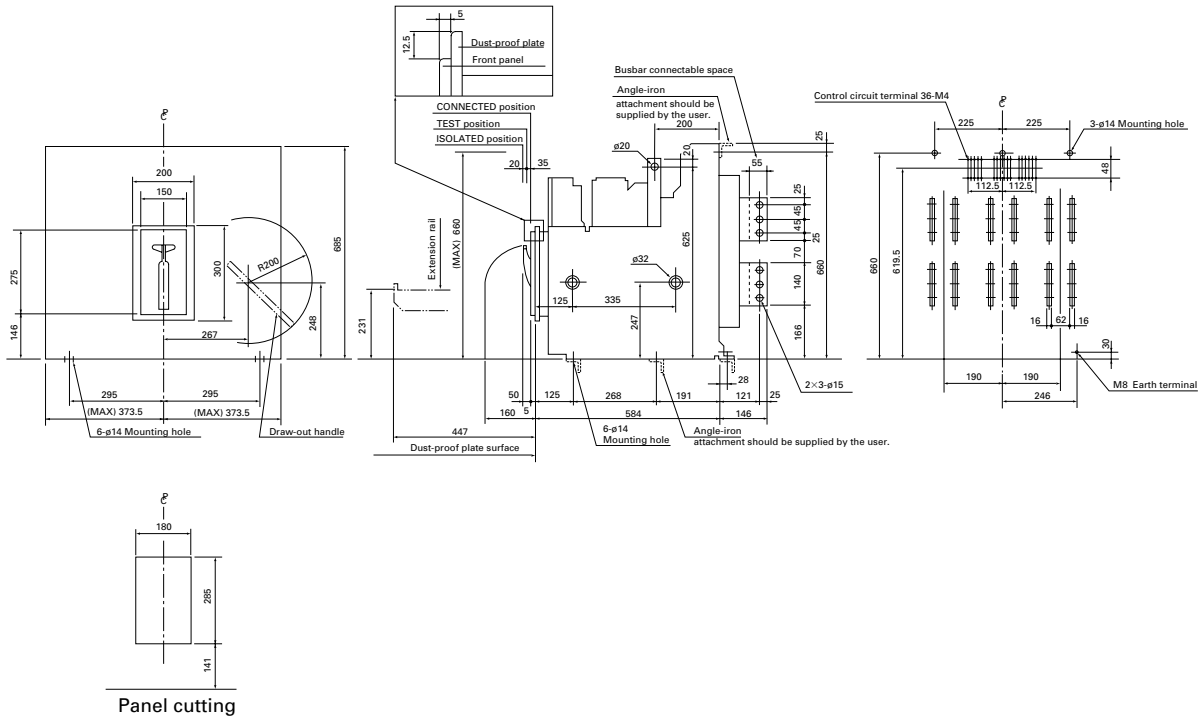 5
12.5
Dust-proof plate
Front panel
CONNECTED position
TEST position
ISOLATED position
20
35
Busbar connectable space
Angle-iron
attachment should be
supplied by the user.
200
25
ø20
20
55
25
45
45
25
70
140
166
660
625
(MAX) 660
Extension rail
ø32
125
335
247
231
28
2×3-ø15
50
125
268
191
121
25
5
160
584
146
447
6-ø14
Mounting hole
Angle-iron
attachment should be supplied by the user.
Dust-proof plate surface
200
150
275
146
300
R200
267
248
685
295
295
(MAX) 373.5
(MAX) 373.5
6-ø14 Mounting hole
Draw-out handle
Control circuit terminal 36-M4
225
225
3-ø14 Mounting hole
48
112.5
112.5
660
619.5
16
62
16
30
190
190
246
M8 Earth terminal
180
285
141
Panel cutting